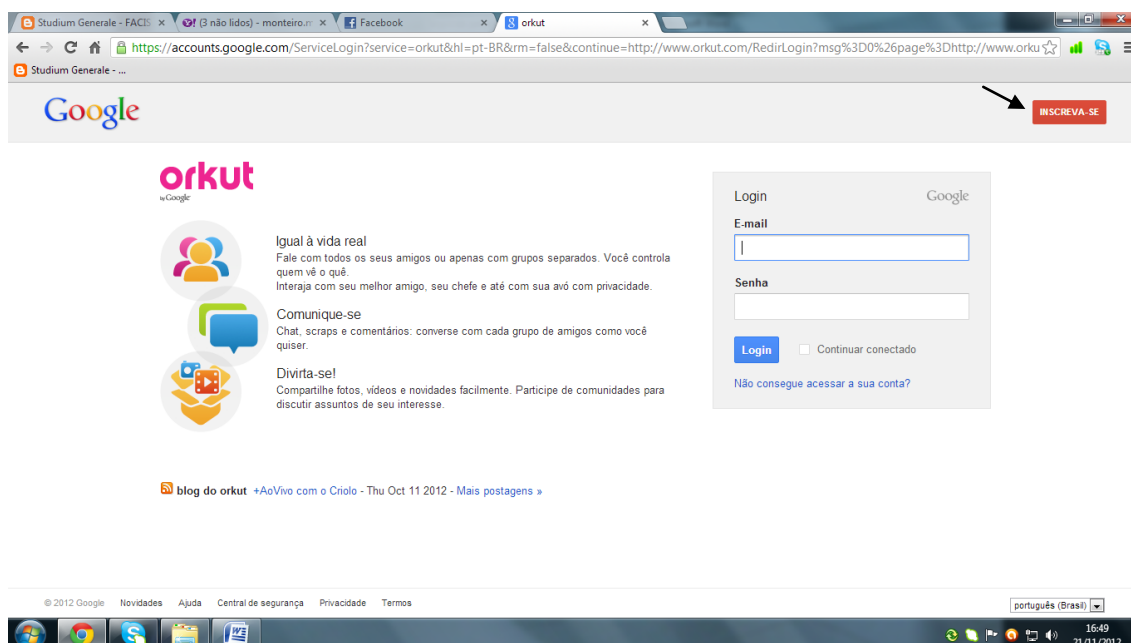 Studium Generale - FACIS
(3 não lidos) - monteiro.m
Facebook
orkut
https://accounts.google.com/ServiceLogin?service=orkut&hl=pt-BR&rm=false&continue=http://www.orkut.com/RedirLogin?msg%3D0%26page%3Dhttp://www.orku
Studium Generale - ...
Google
INSCREVA-SE
orkut
by Google
Igual à vida real
Fale com todos os seus amigos ou apenas com grupos separados. Você controla
quem vê o quê.
Interaja com seu melhor amigo, seu chefe e até com sua avó com privacidade.
Comunique-se
Chat, scraps e comentários: converse com cada grupo de amigos como você
quiser.
Divirta-se!
Compartilhe fotos, vídeos e novidades facilmente. Participe de comunidades para
discutir assuntos de seu interesse.
Login Google
E-mail
Senha
Login Continuar conectado
Não consegue acessar a sua conta?
blog do orkut +AoVivo com o Criolo - Thu Oct 11 2012 - Mais postagens »
© 2012 Google Novidades Ajuda Central de segurança Privacidade Termos
português (Brasil)
16:49
21/11/2012